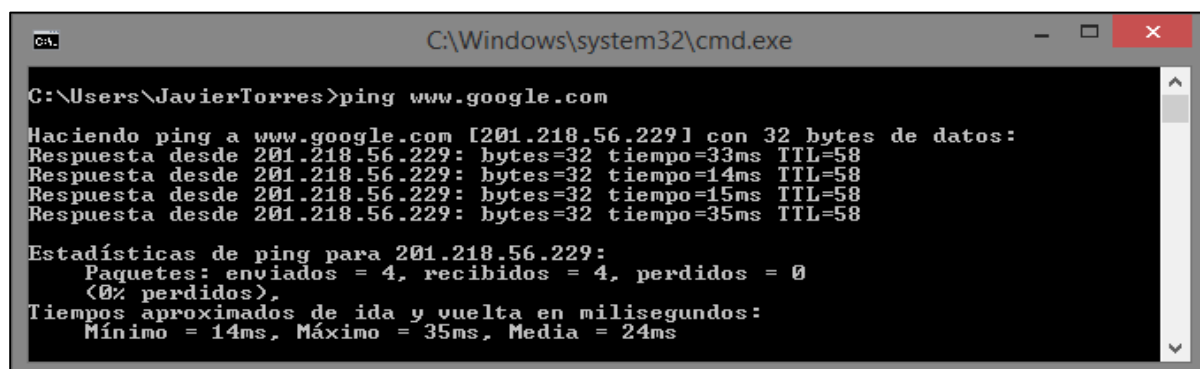 C:\Windows\system32\cmd.exe
C:\Users\JavierTorres>ping www.google.com
Haciendo ping a www.google.com [201.218.56.229] con 32 bytes de datos:
Respuesta desde 201.218.56.229: bytes=32 tiempo=33ms TTL=58
Respuesta desde 201.218.56.229: bytes=32 tiempo=14ms TTL=58
Respuesta desde 201.218.56.229: bytes=32 tiempo=15ms TTL=58
Respuesta desde 201.218.56.229: bytes=32 tiempo=35ms TTL=58
Estadísticas de ping para 201.218.56.229:
Paquetes: enviados = 4, recibidos = 4, perdidos = 0
(0% perdidos),
Tiempos aproximados de ida y vuelta en milisegundos:
Mínimo = 14ms, Máximo = 35ms, Media = 24ms